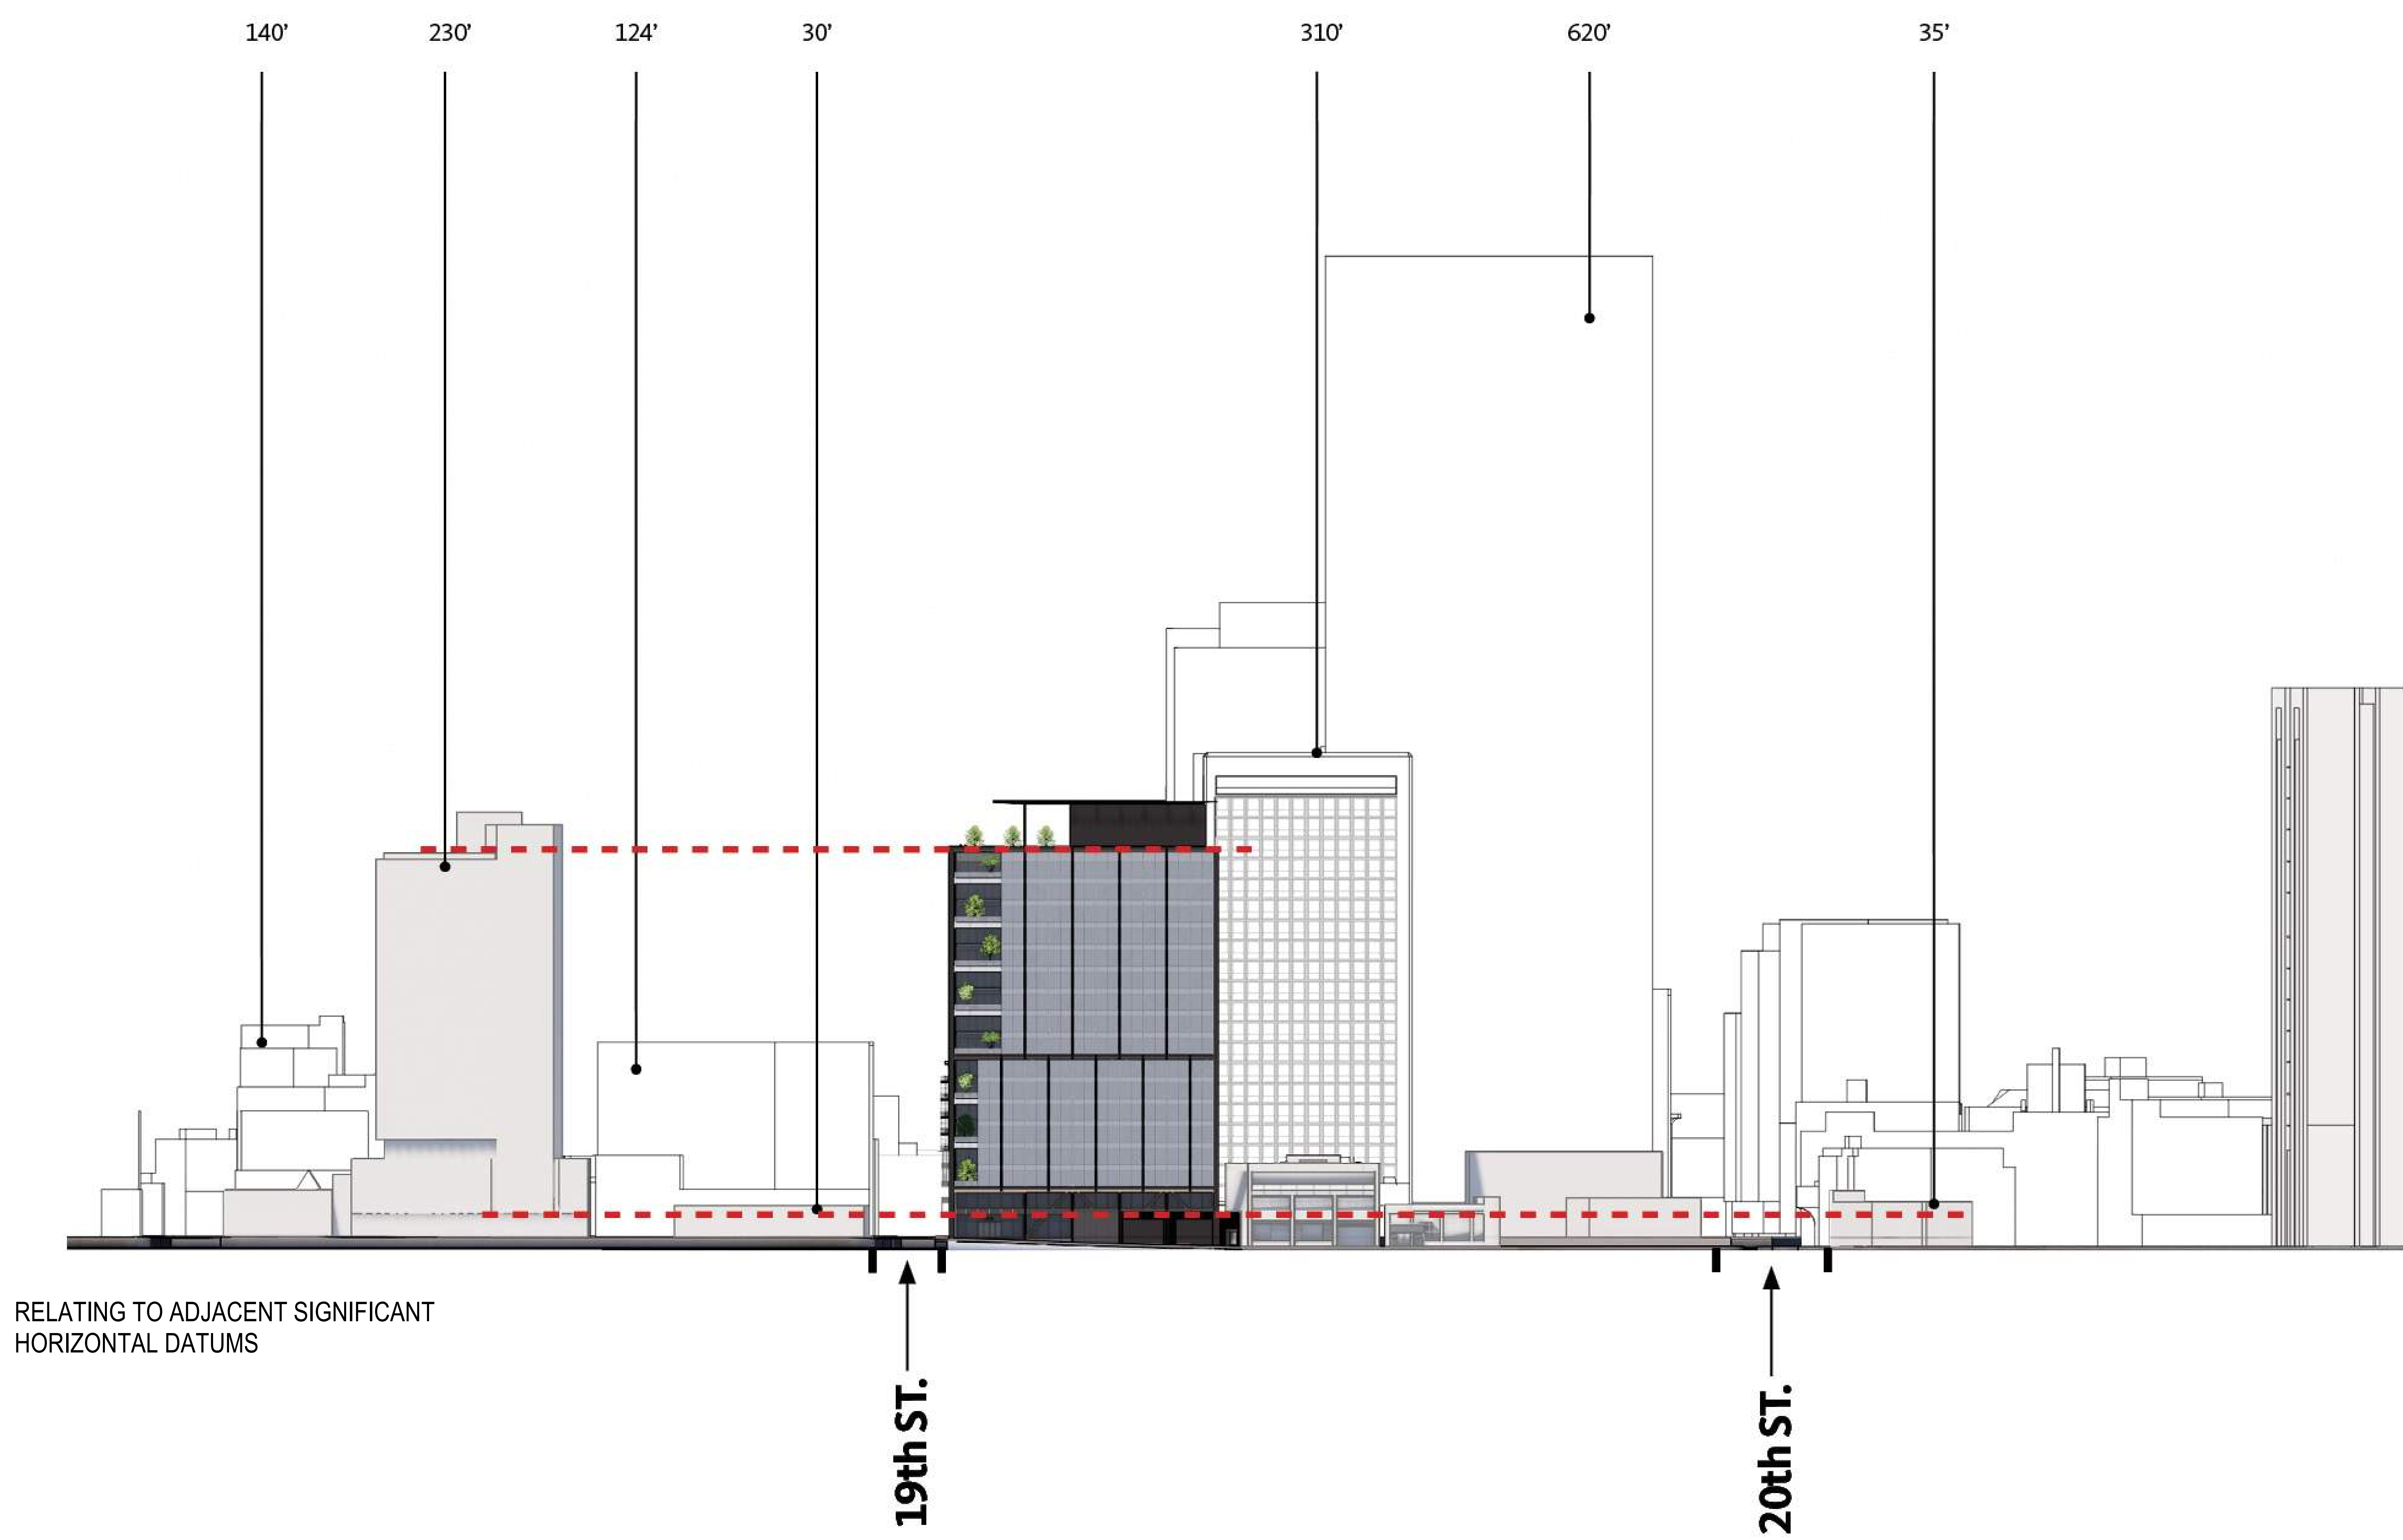 140’ 230’ 124’ 30’ 310’ 620’ 35’
RELATING TO ADJACENT SIGNIFICANT
HORIZONTAL DATUMS
19th ST.
20th ST.